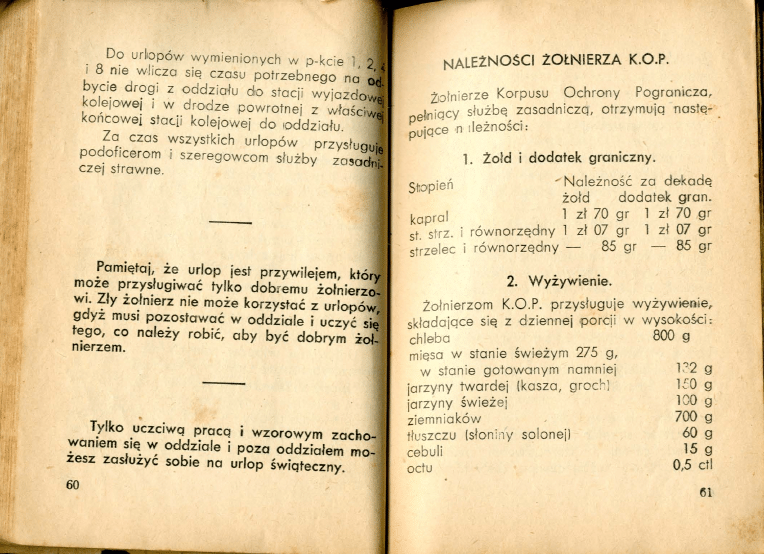 Do urlopów wymienionych w p-kcie 1, 2, 4
i 8 nie wlicza się czasu potrzebnego na od-
bycie drogi z oddziału do stacji wyjazdowej
kolejowej i w drodze powrotnej z właściwej
końcowej stacji kolejowej do oddziału.
Za czas wszystkich urlopów przysługuje
podoficerom i szeregowcom służby zasadni-
czej strawne.
Pamiętaj, że urlop jest przywilejem, który
może przysługiwać tylko dobremu żołnierzo-
wi. Zły żołnierz nie może korzystać z urlopów,
gdyż musi pozostawać w oddziale i uczyć się
tego, co należy robić, aby być dobrym żoł-
nierzem.
Tylko uczciwą pracą i wzorowym zacho-
waniem się w oddziale i poza oddziałem mo-
żesz zasłużyć sobie na urlop świąteczny.
60
NALEŻNOŚCI ŻOŁNIERZA K.O.P.
Żołnierze Korpusu Ochrony Pogranicza,
pełniący służbę zasadniczą, otrzymują nastę-
pujące należności:
1. Żołd i dodatek graniczny.
Stopień Należność za dekadę
żołd dodatek gran.
kapral 1 zł 70 gr 1 zł 70 gr
st. strz. i równorzędny 1 zł 07 gr 1 zł 07 gr
strzelec i równorzędny — 85 gr — 85 gr
2. Wyżywienie.
Żołnierzom K.O.P. przysługuje wyżywienie,
składające się z dziennej porcji w wysokości:
chleba 800 g
mięsa w stanie świeżym 275 g,
w stanie gotowanym namniej 132 g
jarzyny twardej (kasza, groch) 150 g
jarzyny świeżej 100 g
ziemniaków 700 g
tłuszczu (słoniny solonej) 60 g
cebuli 15 g
octu 0,5 ctl
61